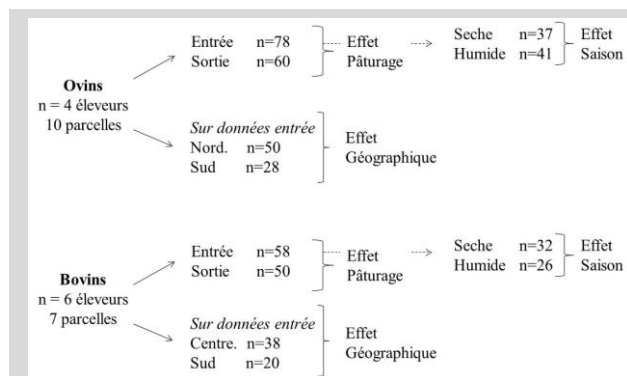 Ovins
n = 4 éleveurs
10 parcelles
Entrée n=78
Sortie n=60
Effet
Pâturage
Seche n=37
Humide n=41
Effet
Saison
Sur données entrée
Nord. n=50
Sud n=28
Effet
Géographique
Bovins
n = 6 éleveurs
7 parcelles
Entrée n=58
Sortie n=50
Effet
Pâturage
Seche n=32
Humide n=26
Effet
Saison
Sur données entrée
Centre. n=38
Sud n=20
Effet
Géographique